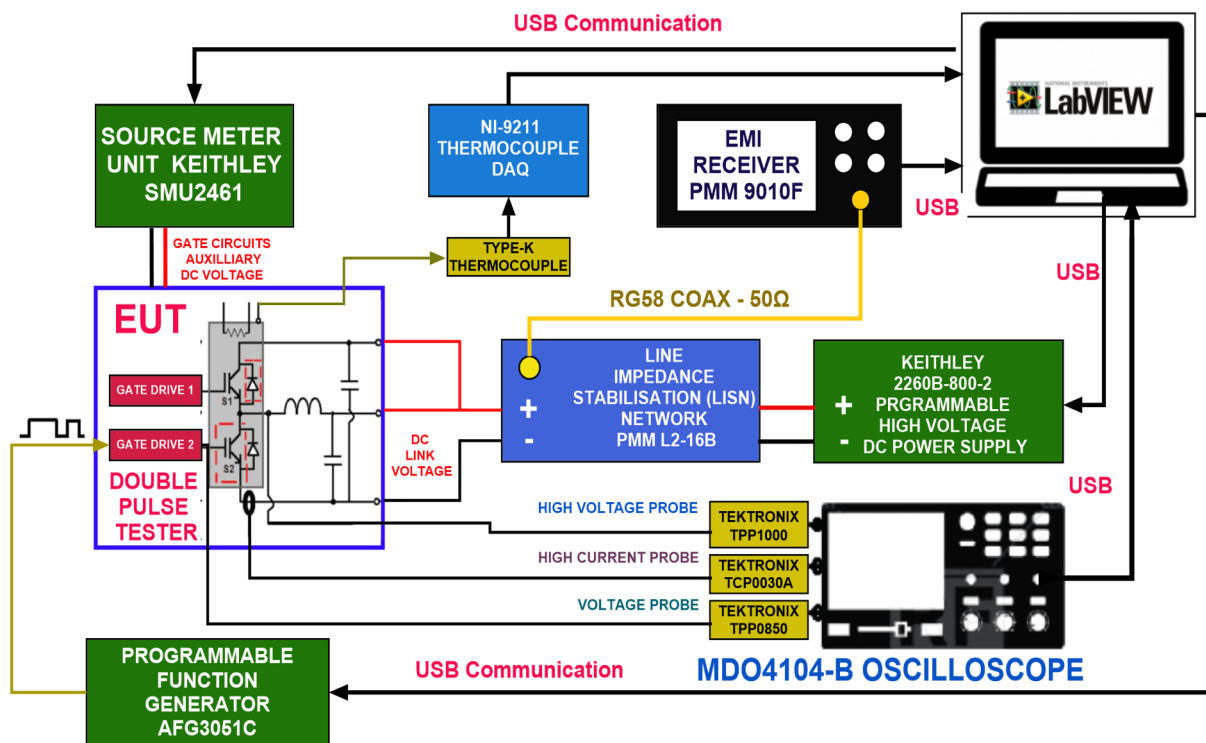 USB Communication
NATIONAL INSTRUMENTS
LabVIEW
SOURCE METER
UNIT KEITHLEY
SMU2461
NI-9211
THERMOCOUPLE
DAQ
EMI
RECEIVER
PMM 9010F
USB
GATE CIRCUITS
AUXILLIARY
DC VOLTAGE
TYPE-K
THERMOCOUPLE
USB
RG58 COAX - 50Ω
EUT
GATE DRIVE 1
S1
GATE DRIVE 2
S2
DOUBLE
PULSE
TESTER
DC
LINK
VOLTAGE
LINE
IMPEDANCE
STABILISATION (LISN)
NETWORK
PMM L2-16B
+
-
KEITHLEY
2260B-800-2
PRGRAMMABLE
HIGH VOLTAGE
DC POWER SUPPLY
+
-
USB
HIGH VOLTAGE PROBE
TEKTRONIX
TPP1000
HIGH CURRENT PROBE
TEKTRONIX
TCP0030A
VOLTAGE PROBE
TEKTRONIX
TPP0850
MDO4104-B OSCILLOSCOPE
USB Communication
PROGRAMMABLE
FUNCTION
GENERATOR
AFG3051C